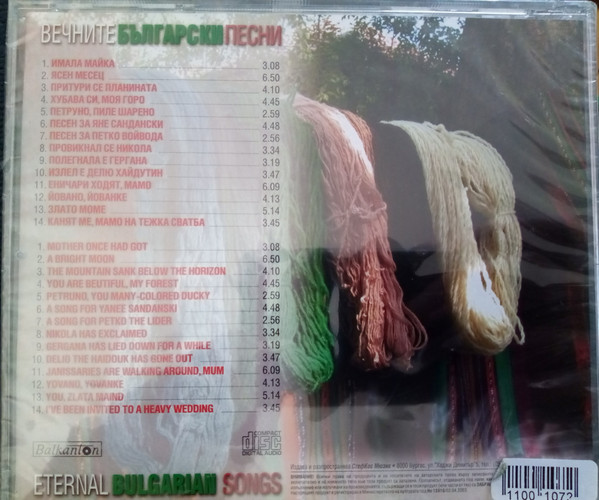 ВЕЧНИТЕ БЪЛГАРСКИ ПЕСНИ
1. ИМАЛА МАЙКА 3.08
2. ЯСЕН МЕСЕЦ 6.50
3. ПРИТУРИ СЕ ПЛАНИНАТА 4.10
4. ХУБАВА СИ, МОЯ ГОРО 4.45
5. ПЕТРУНО, ПИЛЕ ШАРЕНО 2.59
6. ПЕСЕН ЗА ЯНЕ САНДАНСКИ 4.48
7. ПЕСЕН ЗА ПЕТКО ВОЙВОДА 2.56
8. ПРОВИКНАЛ СЕ НИКОЛА 3.34
9. ПОЛЕГНАЛА Е ГЕРГАНА 3.19
10. ИЗЛЕЛ Е ДЕЛЮ ХАЙДУТИН 3.47
11. ЕНИЧАРИ ХОДЯТ, МАМО 6.09
12. ЙОВАНО, ЙОВАНКЕ 4.13
13. ЗЛАТО МОМЕ 5.14
14. КАНЯТ МЕ, МАМО НА ТЕЖКА СВАТБА 3.45
1. MOTHER ONCE HAD GOT 3.08
2. A BRIGHT MOON 6.50
3. THE MOUNTAIN SANK BELOW THE HORIZON 4.10
4. YOU ARE BEUTIFUL, MY FOREST 4.45
5. PETRUNO, YOU MANY-COLORED DUCKY 2.59
6. A SONG FOR YANEE SANDANSKI 4.48
7. A SONG FOR PETKO THE LIDER 2.56
8. NIKOLA HAS EXCLAIMED 3.34
9. GERGANA HAS LIED DOWN FOR A WHILE 3.19
10. DELIO THE HAIDOUK HAS GONE OUT 3.47
11. JANISSARIES ARE WALKING AROUND, MUM 6.09
12. YOVANO, YOVANKE 4.13
13. YOU, ZLATA MAIND 5.14
14. I'VE BEEN INVITED TO A HEAVY WEDDING 3.45
Balkanton
COMPACT
disc
DIGITAL AUDIO
ETERNAL BULGARIAN SONGS
1100 1072